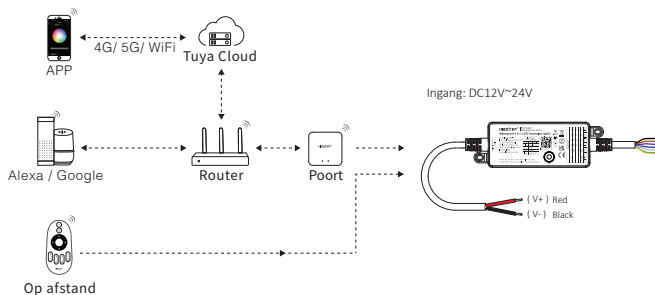 4G/ 5G/ WiFi
APP
Tuya Cloud
Ingang: DC12V~24V
Alexa / Google
Router
Poort
( V+ ) Red
( V- ) Black
Op afstand